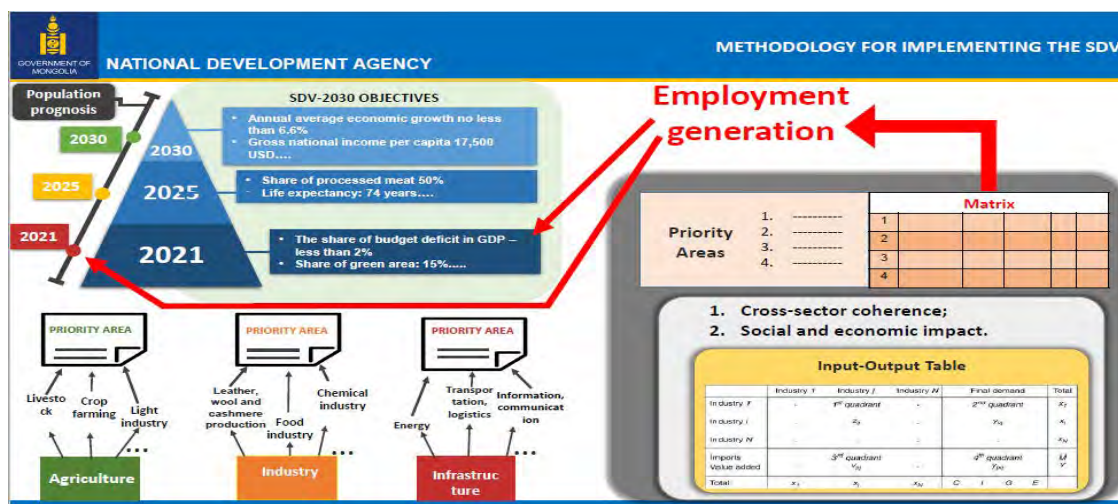 GOVERNMENT OF
MONGOLIA
NATIONAL DEVELOPMENT AGENCY
METHODOLOGY FOR IMPLEMENTING THE SDV
Population
prognosis
2030
2025
2021
SDV-2030 OBJECTIVES
2030
• Annual average economic growth no less
than 6.6%
• Gross national income per capita 17,500
USD....
2025
• Share of processed meat 50%
- Life expectancy: 74 years....
2021
• The share of budget deficit in GDP –
less than 2%
• Share of green area: 15%.....
Employment
generation
Priority
Areas
1. ----------
2. ----------
3. ----------
4. ----------
Matrix
1
2
3
4
1. Cross-sector coherence;
2. Social and economic impact.
Input-Output Table
Industry 1 Industry j Industry N Final demand Total
Industry 1 - 1st quadrant - 2nd quadrant x1
Industry i - zij - xi
Industry N xN
Imports 3rd quadrant 4th quadrant
Value added V
Total x1 xj xN C I G E
PRIORITY AREA
Livesto
ck
Crop
farming
Light
industry
...
Agriculture
PRIORITY AREA
Leather,
wool and
cashmere
production
Food
industry
Chemical
industry
...
Industry
PRIORITY AREA
Energy
Transpor
tation,
logistics
Information,
communicat
ion
...
Infrastruc
ture